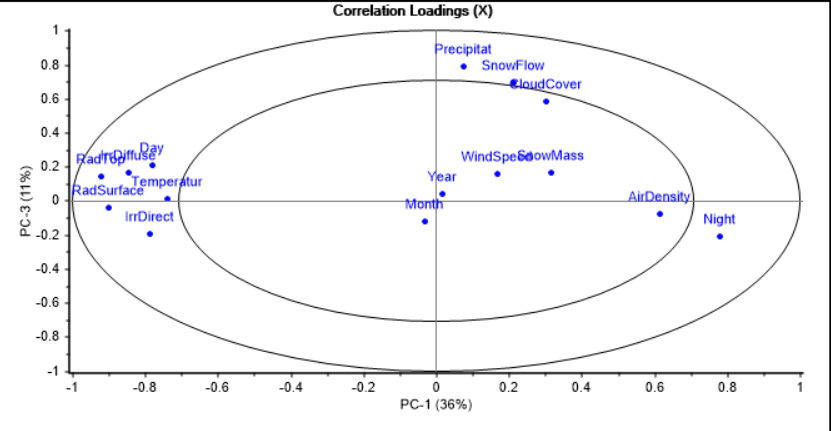 Correlation Loadings (X)
1
0.8
0.6
0.4
0.2
0
-0.2
-0.4
-0.6
-0.8
-1
PC-3 (11%)
Precipitat
SnowFlow
CloudCover
Day
IrrDiffuse
RadTop
Temperatur
RadSurface
IrrDirect
WindSpeed
SnowMass
Year
Month
AirDensity
Night
-1 -0.8 -0.6 -0.4 -0.2 0 0.2 0.4 0.6 0.8 1
PC-1 (36%)